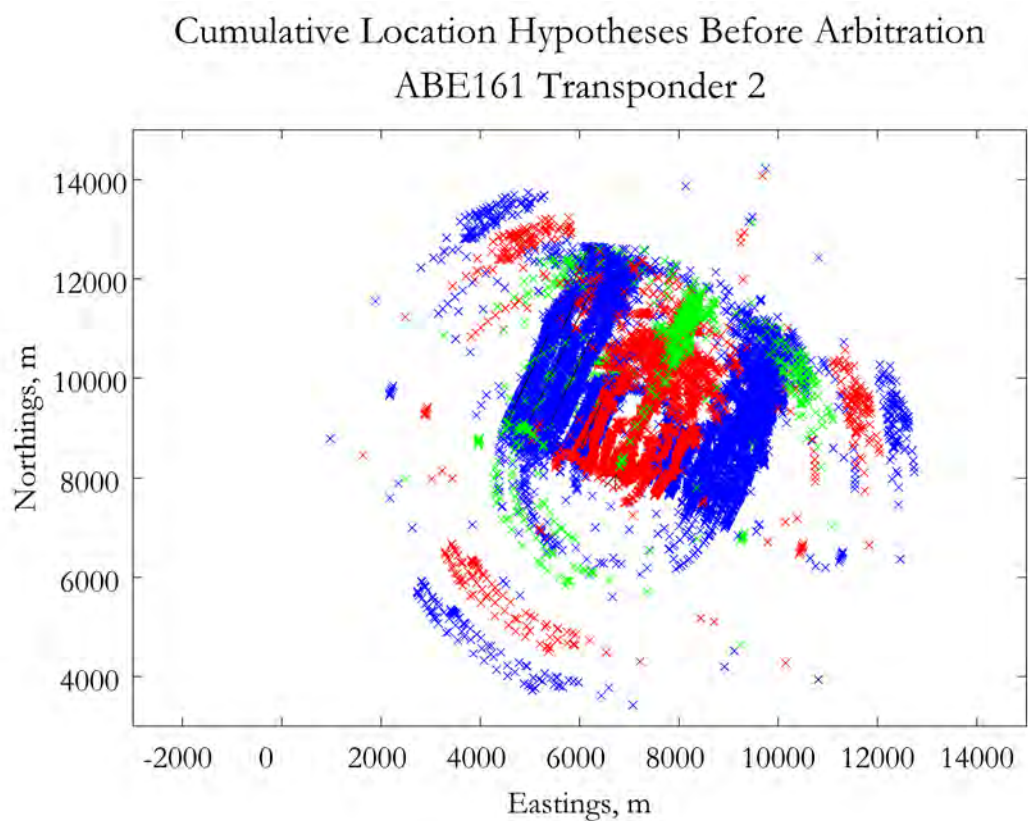 Cumulative Location Hypotheses Before Arbitration
ABE161 Transponder 2
14000
12000
10000
8000
6000
4000
Northings, m
-2000 0 2000 4000 6000 8000 10000 12000 14000
Eastings, m